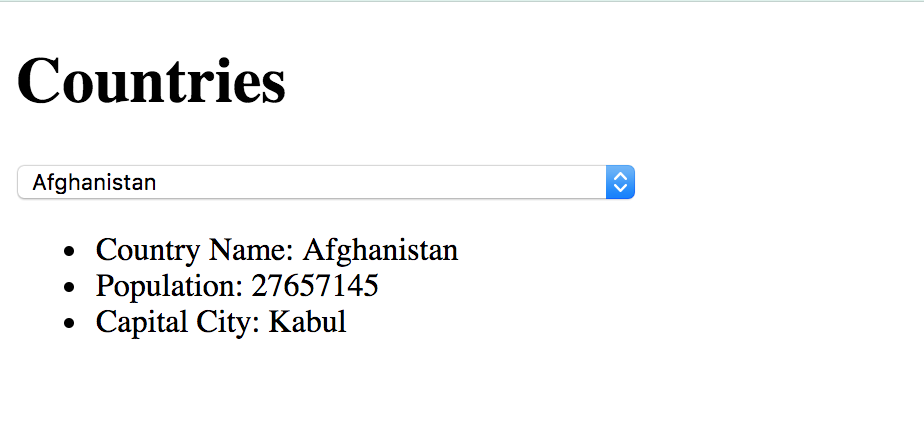 Countries
Afghanistan
Country Name: Afghanistan
Population: 27657145
Capital City: Kabul